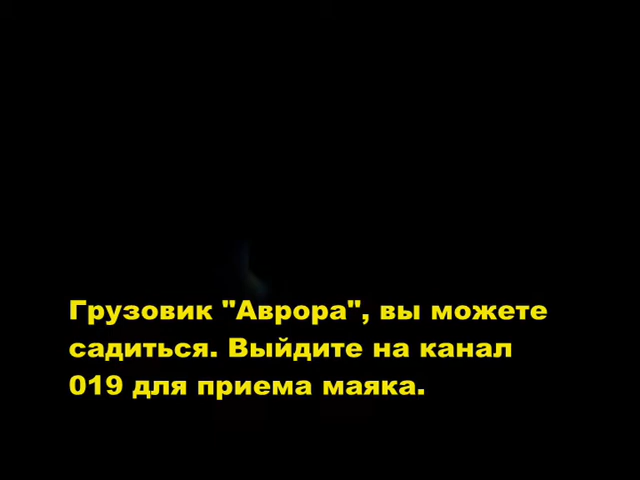 Грузовик "Аврора", вы можете
садиться. Выйдите на канал
019 для приема маяка.